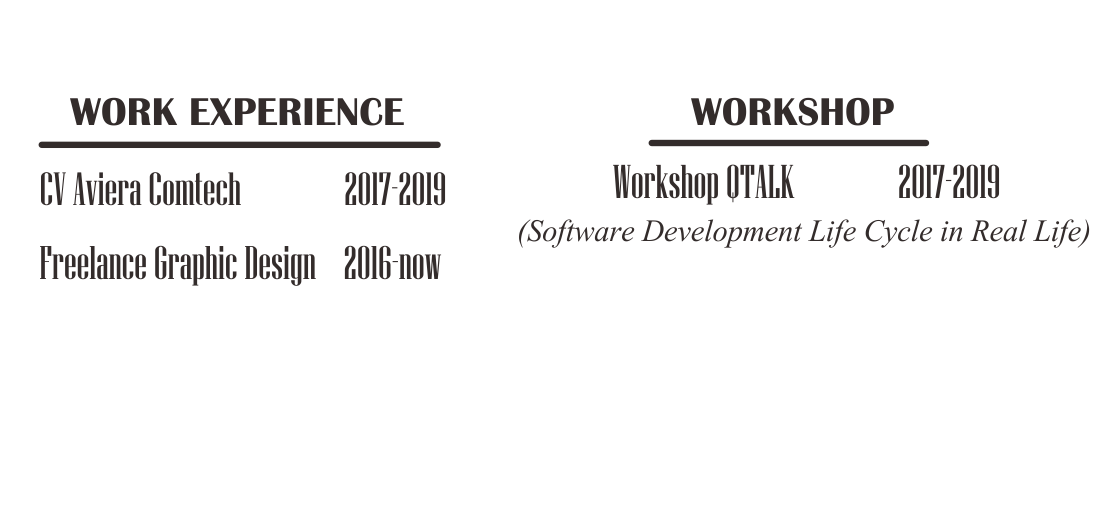 WORK EXPERIENCE
CV Aviera Comtech 2017-2019
Freelance Graphic Design 2016-now
WORKSHOP
Workshop QTALK 2017-2019
(Software Development Life Cycle in Real Life)